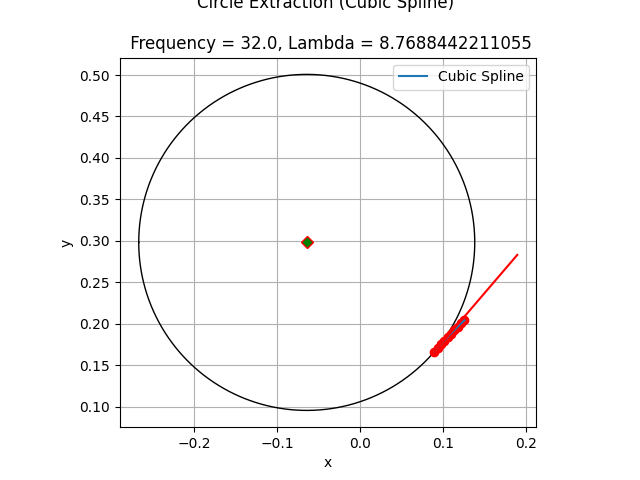 Circle Extraction (Cubic Spline)
Frequency = 32.0, Lambda = 8.7688442211055
Cubic Spline
0.50
0.45
0.40
0.35
0.30
0.25
0.20
0.15
0.10
y
−0.2
−0.1
0.0
0.1
0.2
x